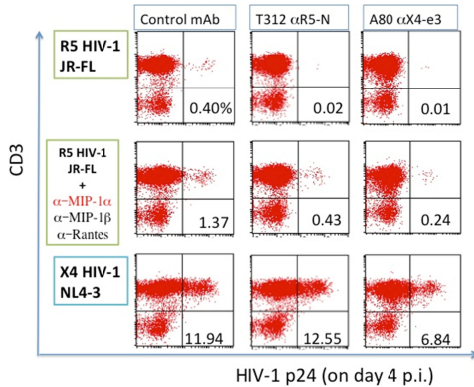 Control mAb
T312 αR5-N
A80 αX4-e3
R5 HIV-1
JR-FL
0.40%
0.02
0.01
CD3
R5 HIV-1
JR-FL
+
α-MIP-1α
α-MIP-1β
α-Rantes
1.37
0.43
0.24
X4 HIV-1
NL4-3
11.94
12.55
6.84
HIV-1 p24 (on day 4 p.i.)